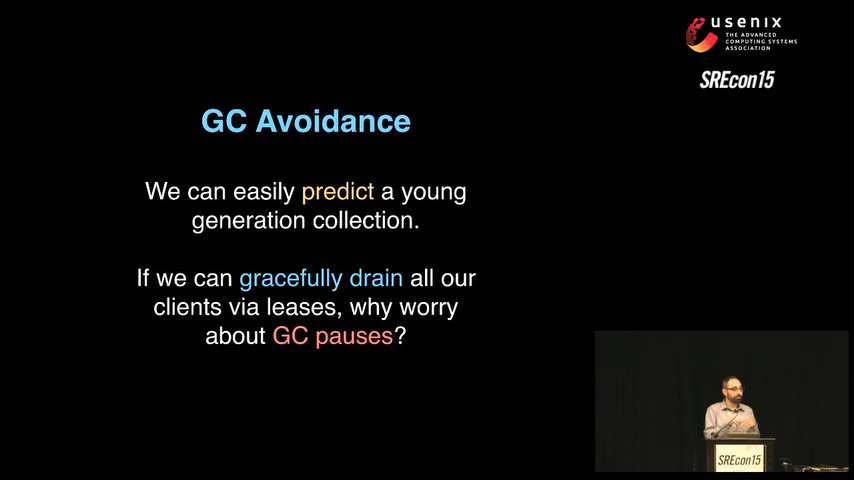 usenix
THE ADVANCED
COMPUTING SYSTEMS
ASSOCIATION
SREcon15
GC Avoidance
We can easily predict a young
generation collection.
If we can gracefully drain all our
clients via leases, why worry
about GC pauses?
SREcon15